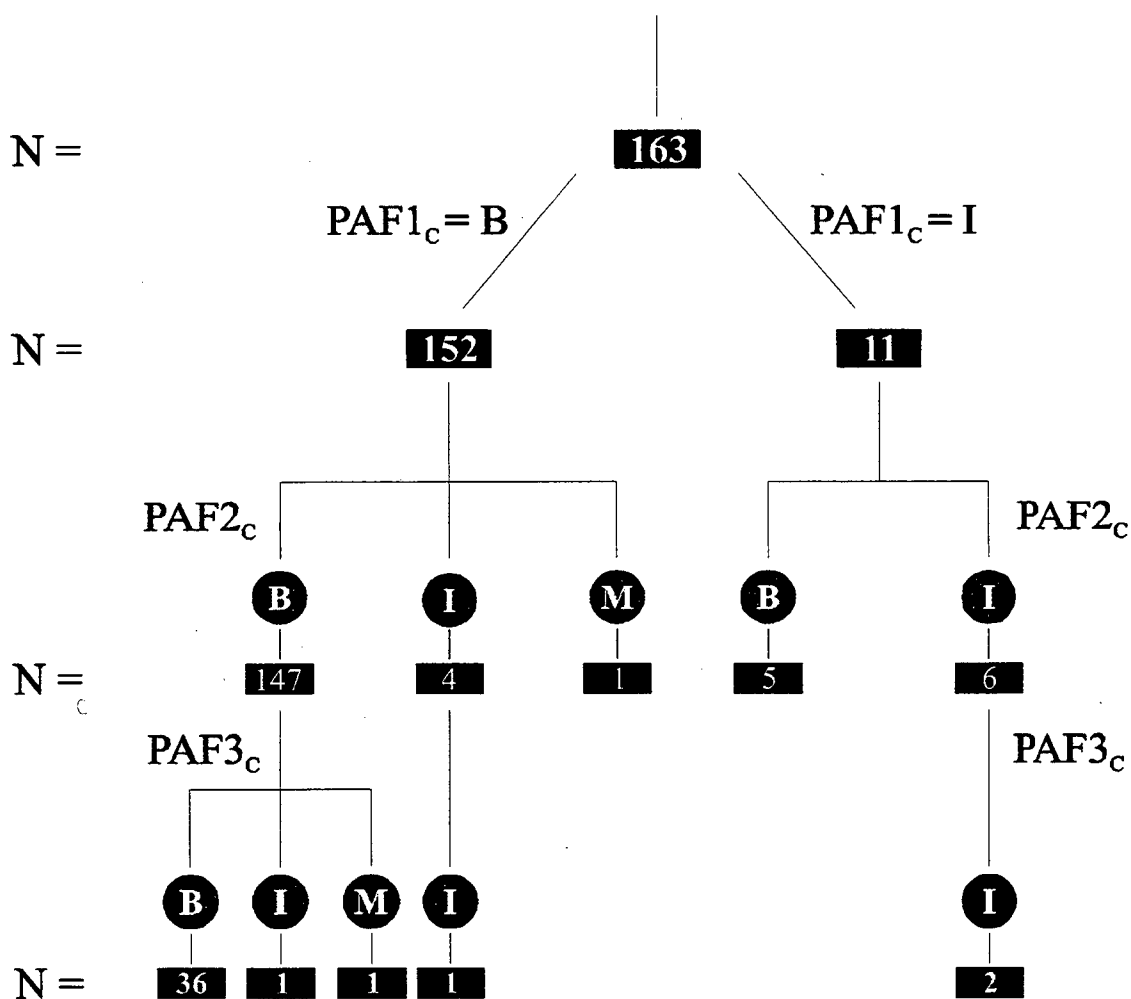 N = 163
PAF1c = B PAF1c = I
N = 152 11
PAF2c PAF2c
B I M B I
N = 147 4 1 5 6
PAF3c PAF3c
B I M I I
N = 36 1 1 1 2